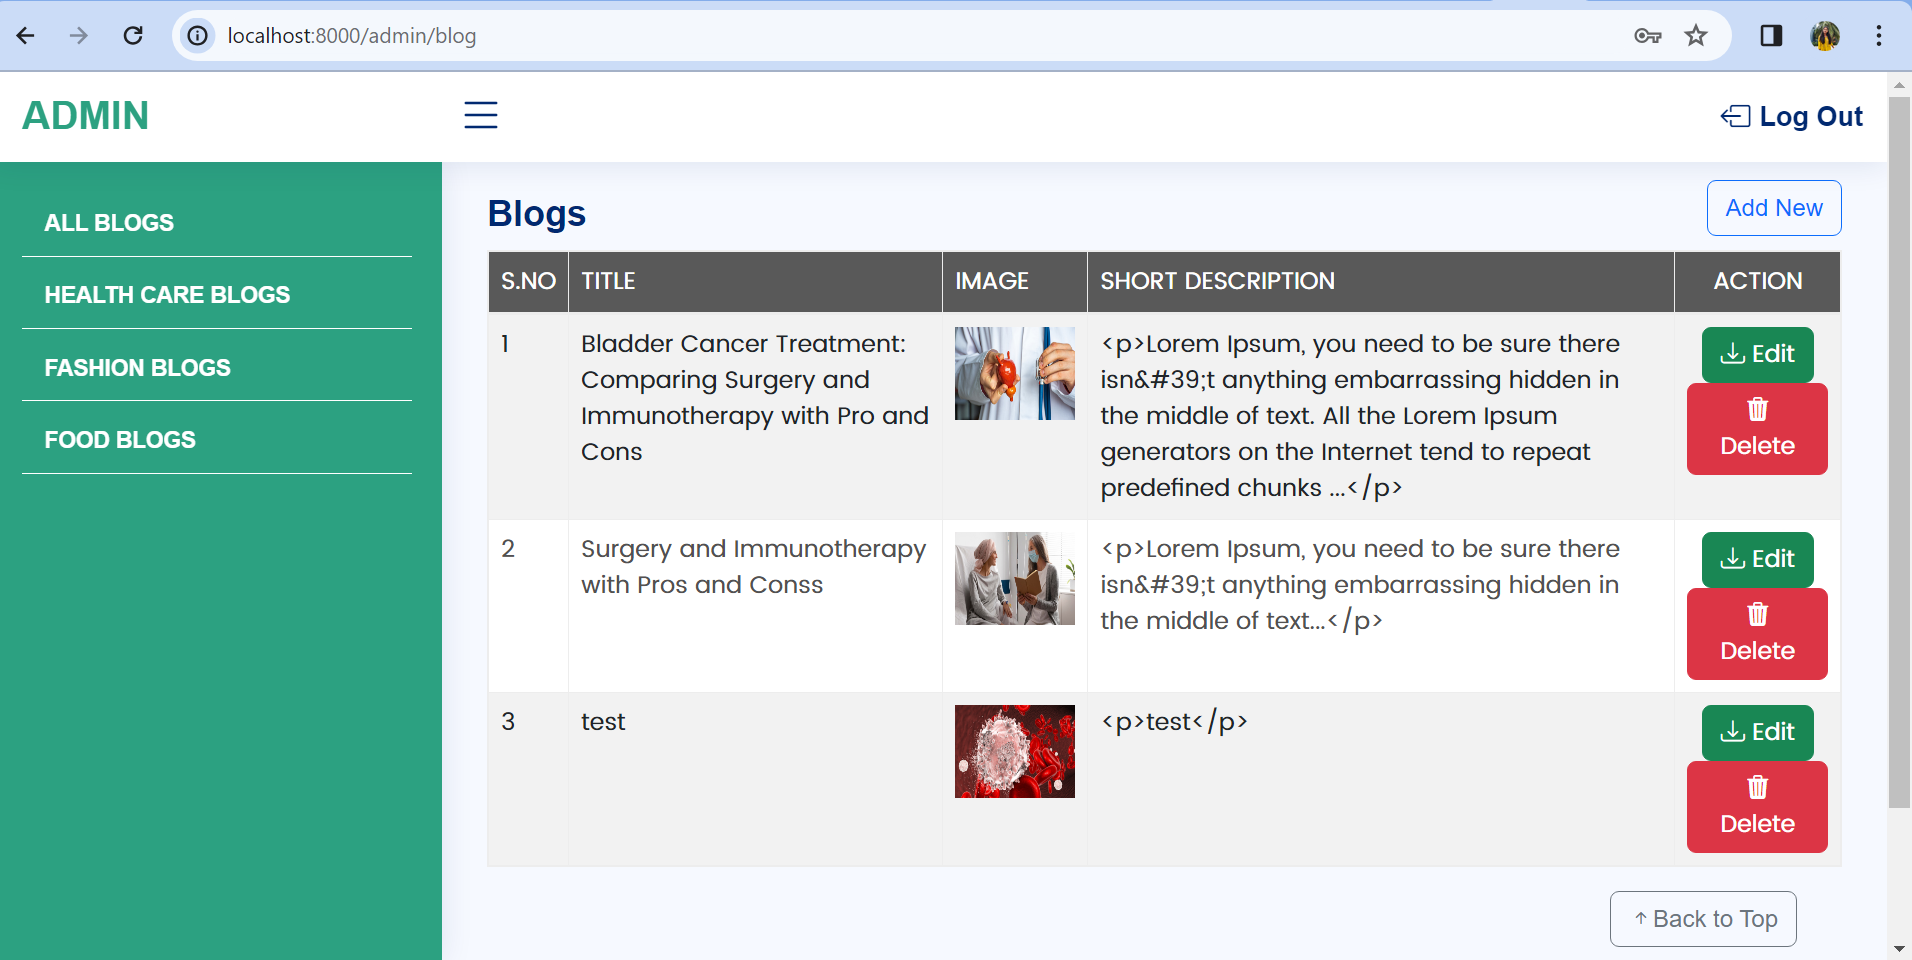 localhost:8000/admin/blog
ADMIN
Log Out
ALL BLOGS
HEALTH CARE BLOGS
FASHION BLOGS
FOOD BLOGS
Blogs
Add New
S.NO TITLE IMAGE SHORT DESCRIPTION ACTION
1
Bladder Cancer Treatment:
Comparing Surgery and
Immunotherapy with Pro and
Cons
<p>Lorem Ipsum, you need to be sure there
isn&#39;t anything embarrassing hidden in
the middle of text. All the Lorem Ipsum
generators on the Internet tend to repeat
predefined chunks ...</p>
Edit
Delete
2
Surgery and Immunotherapy
with Pros and Conss
<p>Lorem Ipsum, you need to be sure there
isn&#39;t anything embarrassing hidden in
the middle of text...</p>
Edit
Delete
3
test
<p>test</p>
Edit
Delete
↑ Back to Top